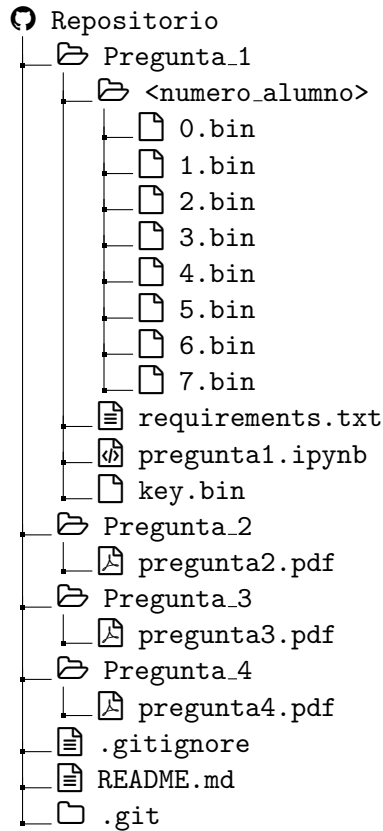 Repositorio
Pregunta_1
<numero_alumno>
0.bin
1.bin
2.bin
3.bin
4.bin
5.bin
6.bin
7.bin
requirements.txt
pregunta1.ipynb
key.bin
Pregunta_2
pregunta2.pdf
Pregunta_3
pregunta3.pdf
Pregunta_4
pregunta4.pdf
.gitignore
README.md
.git